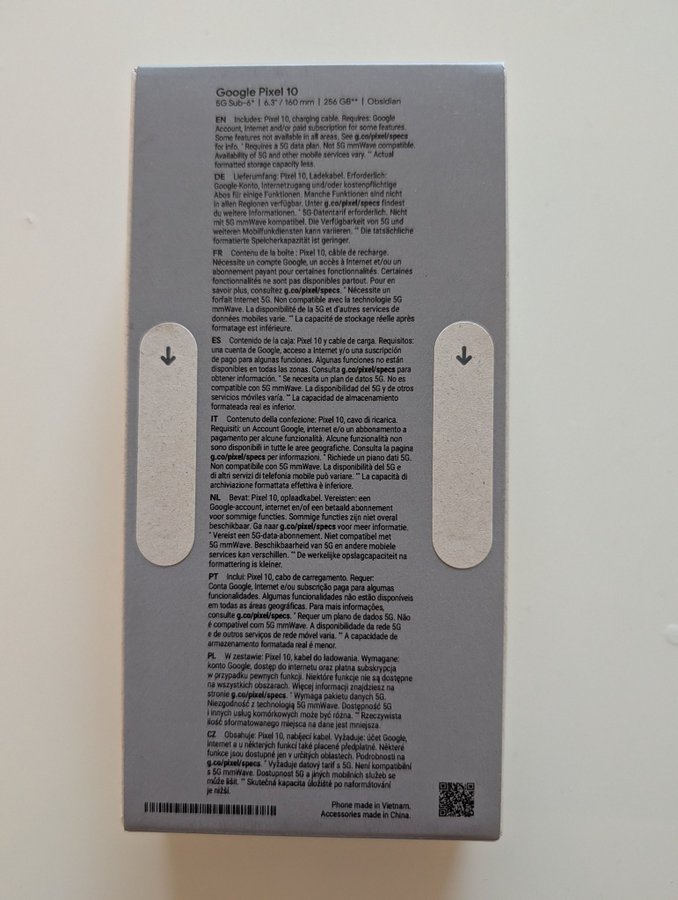 Google Pixel 10
5G Sub-6* | 6.3" / 160 mm | 256 GB** | Obsidian
EN Includes: Pixel 10, charging cable. Requires: Google
Account, Internet and/or paid subscription for some features.
Some features not available in all areas. See g.co/pixel/specs
for info. * Requires a 5G data plan. Not 5G mmWave compatible.
Availability of 5G and other mobile services vary. ** Actual
formatted storage capacity less.
DE Lieferumfang: Pixel 10, Ladekabel. Erforderlich:
Google-Konto, Internetzugang und/oder kostenpflichtige
Abos für einige Funktionen. Manche Funktionen sind nicht
in allen Regionen verfügbar. Unter g.co/pixel/specs findest
du weitere Informationen. * 5G-Datentarif erforderlich. Nicht
mit 5G mmWave kompatibel. Die Verfügbarkeit von 5G und
weiteren Mobilfunkdiensten kann variieren. ** Die tatsächliche
formatierte Speicherkapazität ist geringer.
FR Contenu de la boîte : Pixel 10, câble de recharge.
Nécessite un compte Google, un accès à Internet et/ou un
abonnement payant pour certaines fonctionnalités. Certaines
fonctionnalités ne sont pas disponibles partout. Pour en
savoir plus, consultez g.co/pixel/specs. * Nécessite un
forfait Internet 5G. Non compatible avec la technologie 5G
mmWave. La disponibilité de la 5G et d'autres services de
données mobiles varie. ** La capacité de stockage réelle après
formatage est inférieure.
ES Contenido de la caja: Pixel 10 y cable de carga. Requisitos:
una cuenta de Google, acceso a Internet y/o una suscripción
de pago para algunas funciones. Algunas funciones no están
disponibles en todas las zonas. Consulta g.co/pixel/specs para
obtener información. * Se necesita un plan de datos 5G. No es
compatible con 5G mmWave. La disponibilidad del 5G y de otros
servicios móviles varía. ** La capacidad de almacenamiento
formateada real es inferior.
IT Contenuto della confezione: Pixel 10, cavo di ricarica.
Requisiti: un Account Google, internet e/o un abbonamento a
pagamento per alcune funzionalità. Alcune funzionalità non
sono disponibili in tutte le aree geografiche. Consulta la pagina
g.co/pixel/specs per informazioni. * Richiede un piano dati 5G.
Non compatibile con 5G mmWave. La disponibilità del 5G e
di altri servizi di telefonia mobile può variare. ** La capacità di
archiviazione formattata effettiva è inferiore.
NL Bevat: Pixel 10, oplaadkabel. Vereisten: een
Google-account, internet en/of een betaald abonnement
voor sommige functies. Sommige functies zijn niet overal
beschikbaar. Ga naar g.co/pixel/specs voor meer informatie.
* Vereist een 5G-data-abonnement. Niet compatibel met
5G mmWave. Beschikbaarheid van 5G en andere mobiele
services kan verschillen. ** De werkelijke opslagcapaciteit na
formattering is kleiner.
PT Inclui: Pixel 10, cabo de carregamento. Requer:
Conta Google, Internet e/ou subscrição paga para algumas
funcionalidades. Algumas funcionalidades não estão disponíveis
em todas as áreas geográficas. Para mais informações,
consulte g.co/pixel/specs. * Requer um plano de dados 5G. Não
é compatível com 5G mmWave. A disponibilidade da rede 5G
e de outros serviços de rede móvel varia. ** A capacidade de
armazenamento formatada real é menor.
PL W zestawie: Pixel 10, kabel do ładowania. Wymagane:
konto Google, dostęp do internetu oraz płatna subskrypcja
w przypadku pewnych funkcji. Niektóre funkcje nie są dostępne
na wszystkich obszarach. Więcej informacji znajdziesz na
stronie g.co/pixel/specs. * Wymaga pakietu danych 5G.
Niezgodność z technologią 5G mmWave. Dostępność 5G
i innych usług komórkowych może być różna. ** Rzeczywista
ilość sformatowanego miejsca na dane jest mniejsza.
CZ Obsahuje: Pixel 10, nabíjecí kabel. Vyžaduje: účet Google,
internet a u některých funkcí také placené předplatné. Některé
funkce jsou dostupné jen v určitých oblastech. Podrobnosti na
g.co/pixel/specs. * Vyžaduje datový tarif s 5G. Není kompatibilní
s 5G mmWave. Dostupnost 5G a jiných mobilních služeb se
může lišit. ** Skutečná kapacita úložiště po naformátování
je nižší.
Phone made in Vietnam.
Accessories made in China.